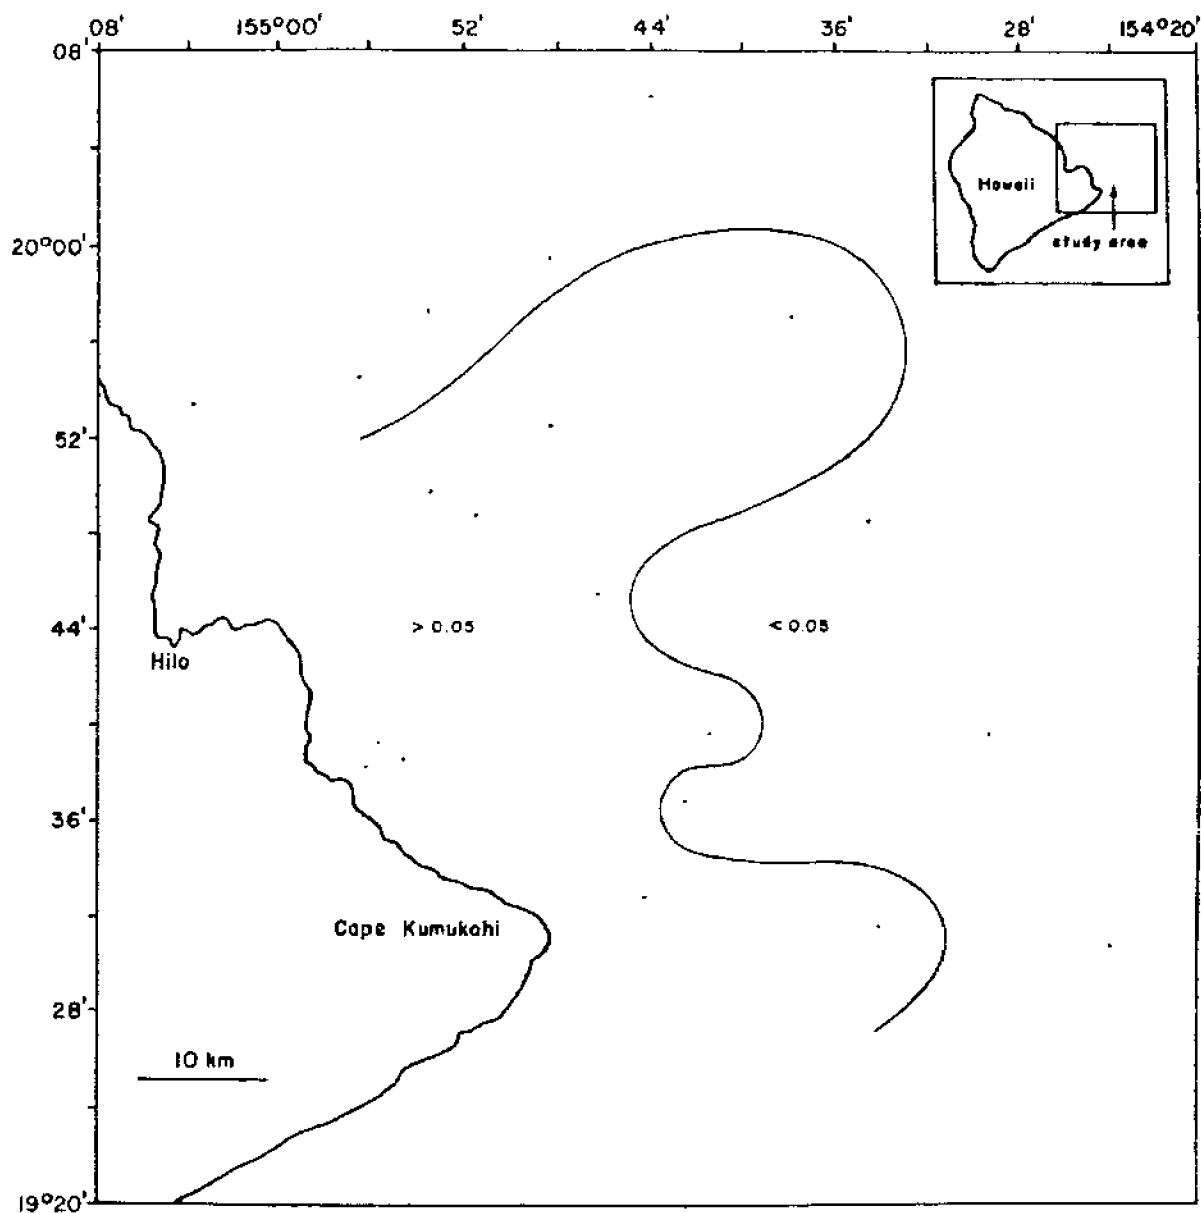 08' 155°00' 52' 44' 36' 28' 154°20'
08'
Hawaii
study area
20°00'
52'
> 0.05 < 0.05
44'
Hilo
36'
Cape Kumukahi
28'
10 km
19°20'